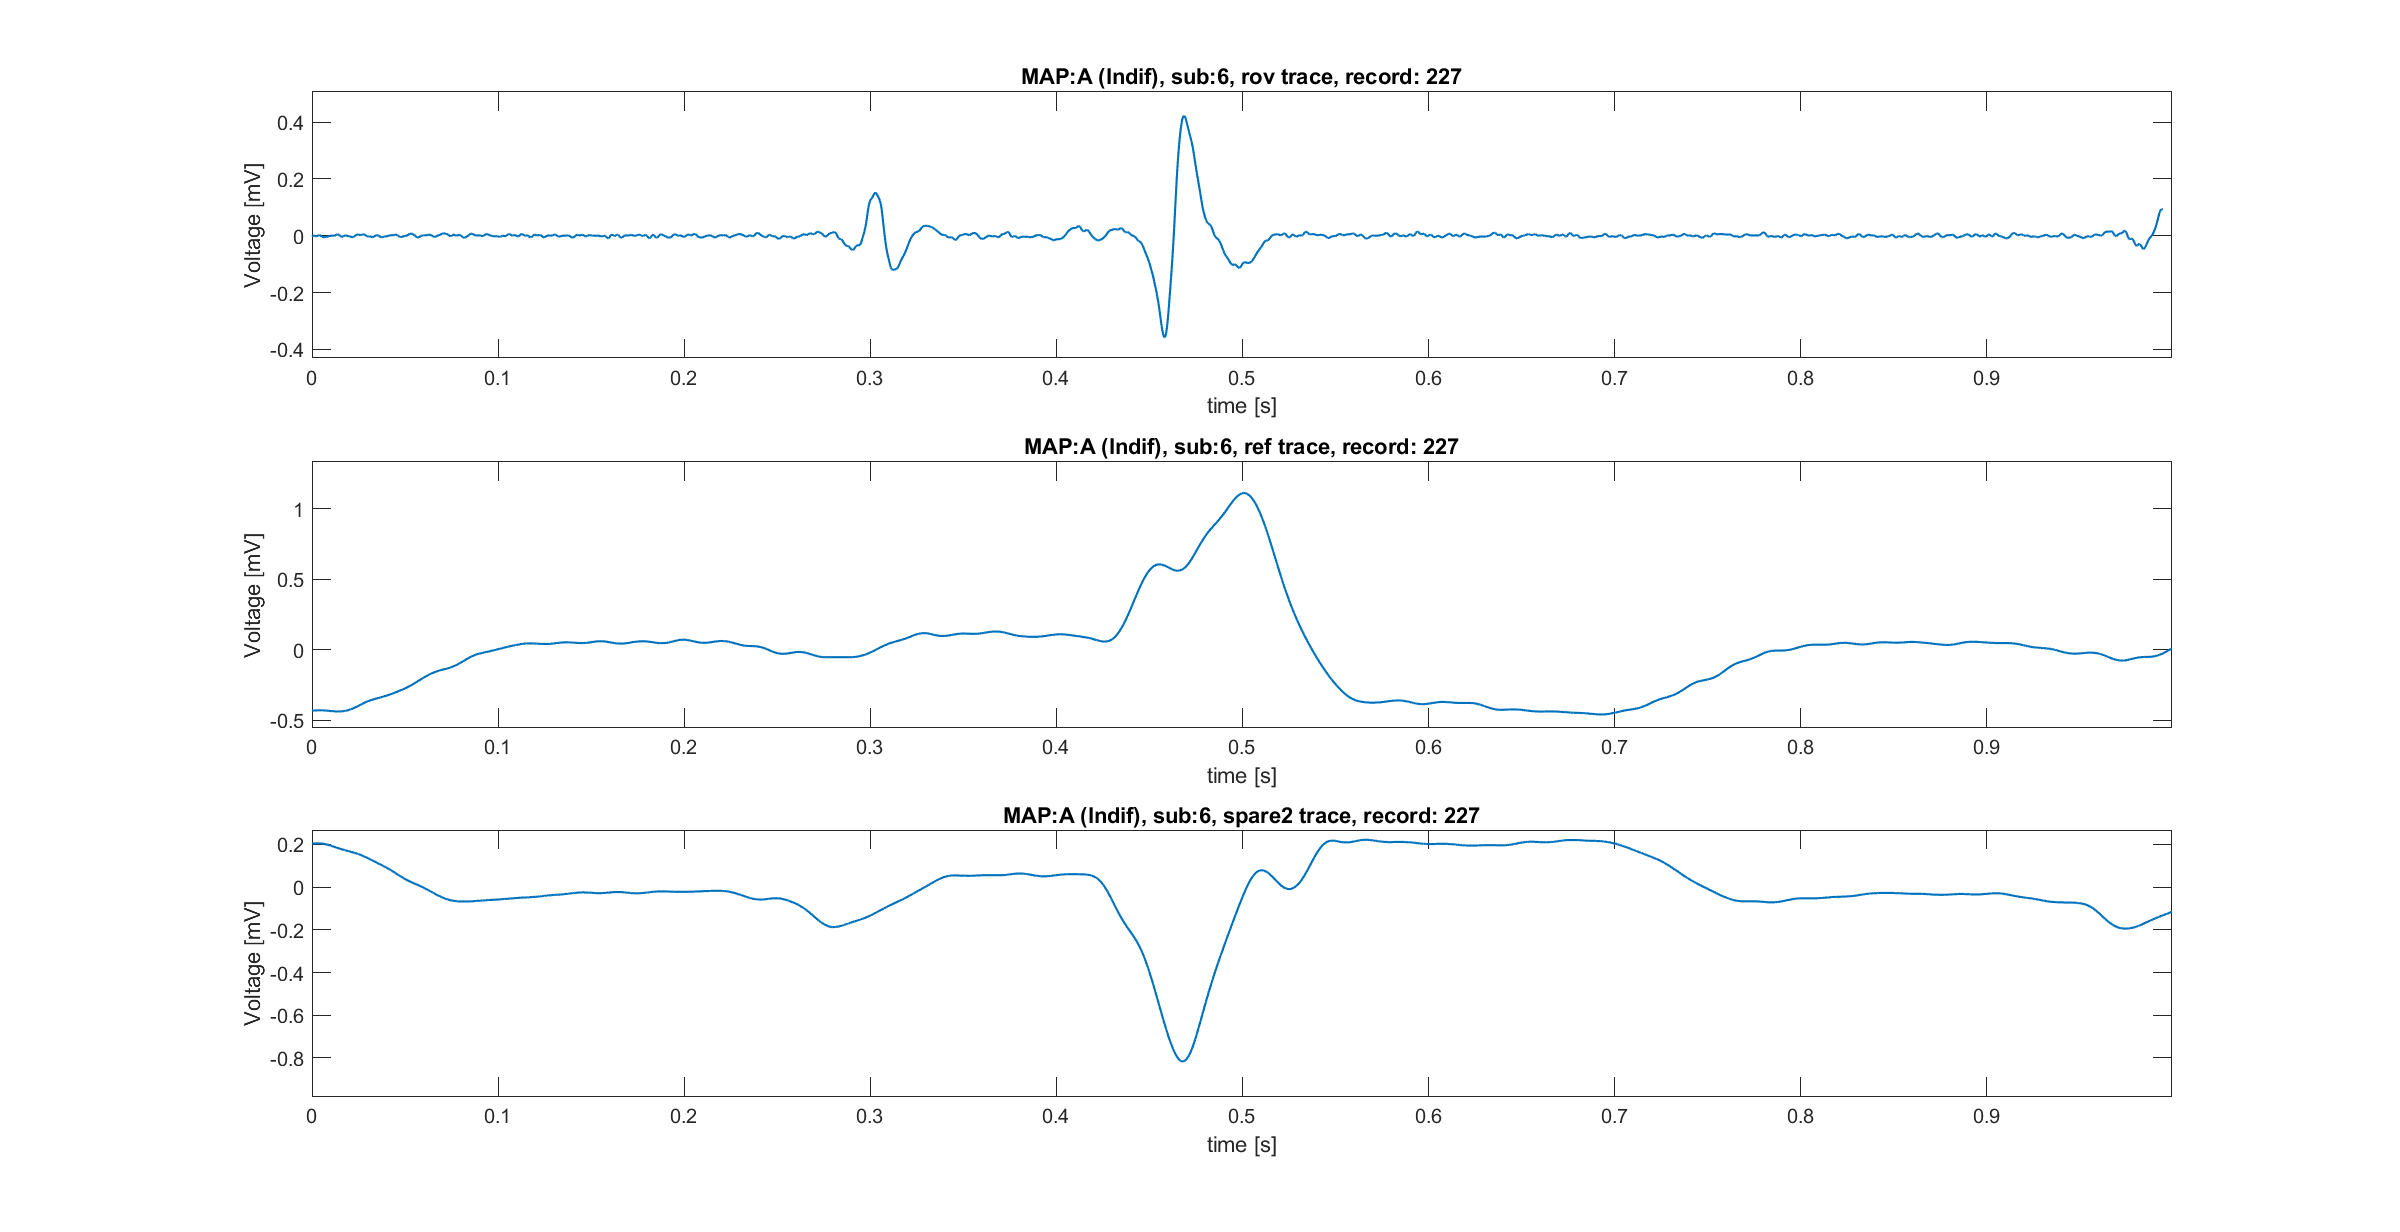 MAP:A (Indif), sub:6, rov trace, record: 227
Voltage [mV]
0.4
0.2
0
-0.2
-0.4
0 0.1 0.2 0.3 0.4 0.5 0.6 0.7 0.8 0.9
time [s]
MAP:A (Indif), sub:6, ref trace, record: 227
Voltage [mV]
1
0.5
0
-0.5
0 0.1 0.2 0.3 0.4 0.5 0.6 0.7 0.8 0.9
time [s]
MAP:A (Indif), sub:6, spare2 trace, record: 227
Voltage [mV]
0.2
0
-0.2
-0.4
-0.6
-0.8
0 0.1 0.2 0.3 0.4 0.5 0.6 0.7 0.8 0.9
time [s]